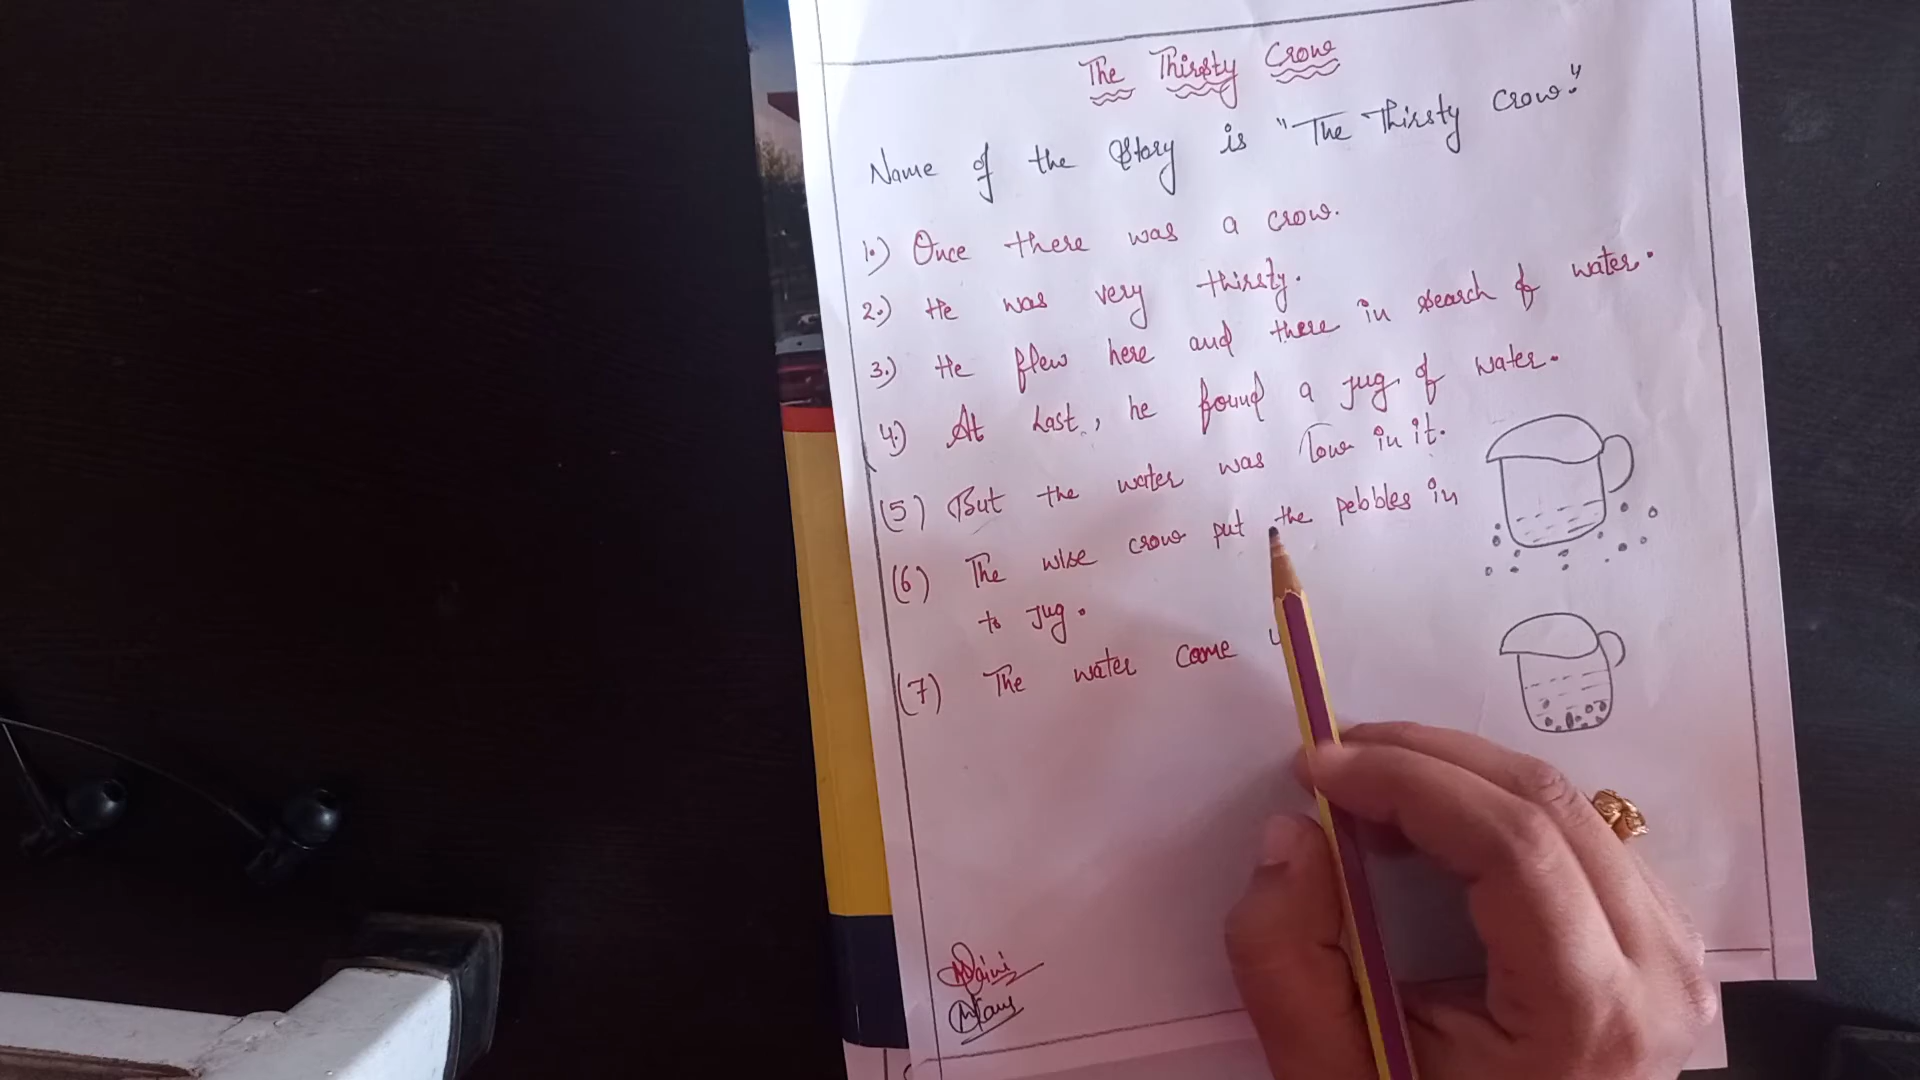 The Thirsty Crow
Name of the Story is "The Thirsty Crow."
1.) Once there was a crow.
2.) He was very thirsty.
3.) He flew here and there in search of water.
4.) At Last, he found a jug of water.
(5) But the water was low in it.
(6) The wise crow put the pebbles in
to jug.
(7) The water came